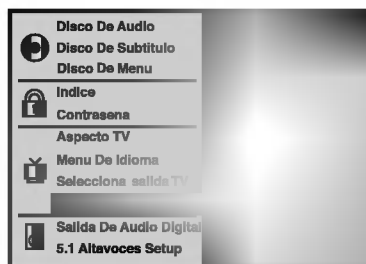 Disco De Audio
Disco De Subtitulo
Disco De Menu
Indice
Contrasena
Aspecto TV
Menu De Idioma
Selecciona salida TV
Salida De Audio Digital
5.1 Altavoces Setup